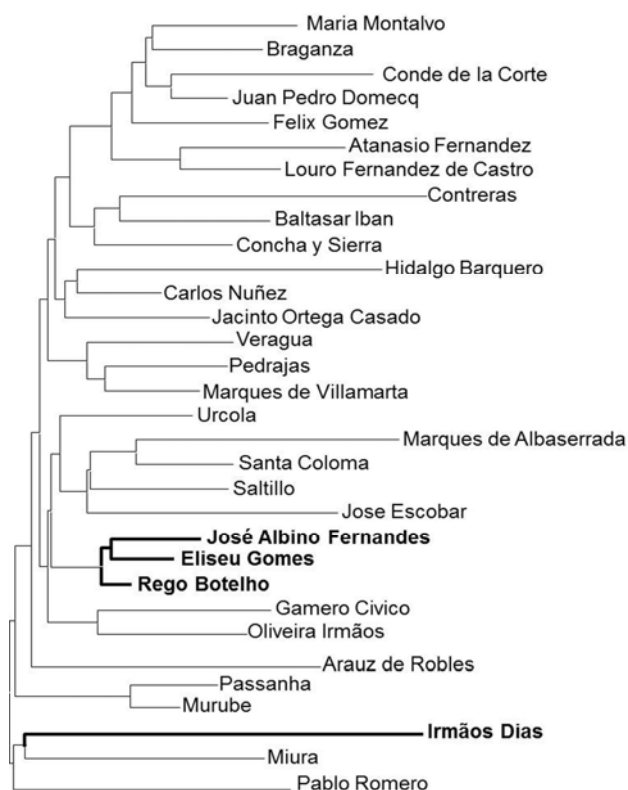 Maria Montalvo
Braganza
Conde de la Corte
Juan Pedro Domecq
Felix Gomez
Atanasio Fernandez
Louro Fernandez de Castro
Contreras
Baltasar Iban
Concha y Sierra
Hidalgo Barquero
Carlos Nuñez
Jacinto Ortega Casado
Veragua
Pedrajas
Marques de Villamarta
Urcola
Marques de Albaserrada
Santa Coloma
Saltillo
Jose Escobar
José Albino Fernandes
Eliseu Gomes
Rego Botelho
Gamero Civico
Oliveira Irmãos
Arauz de Robles
Passanha
Murube
Irmãos Dias
Miura
Pablo Romero